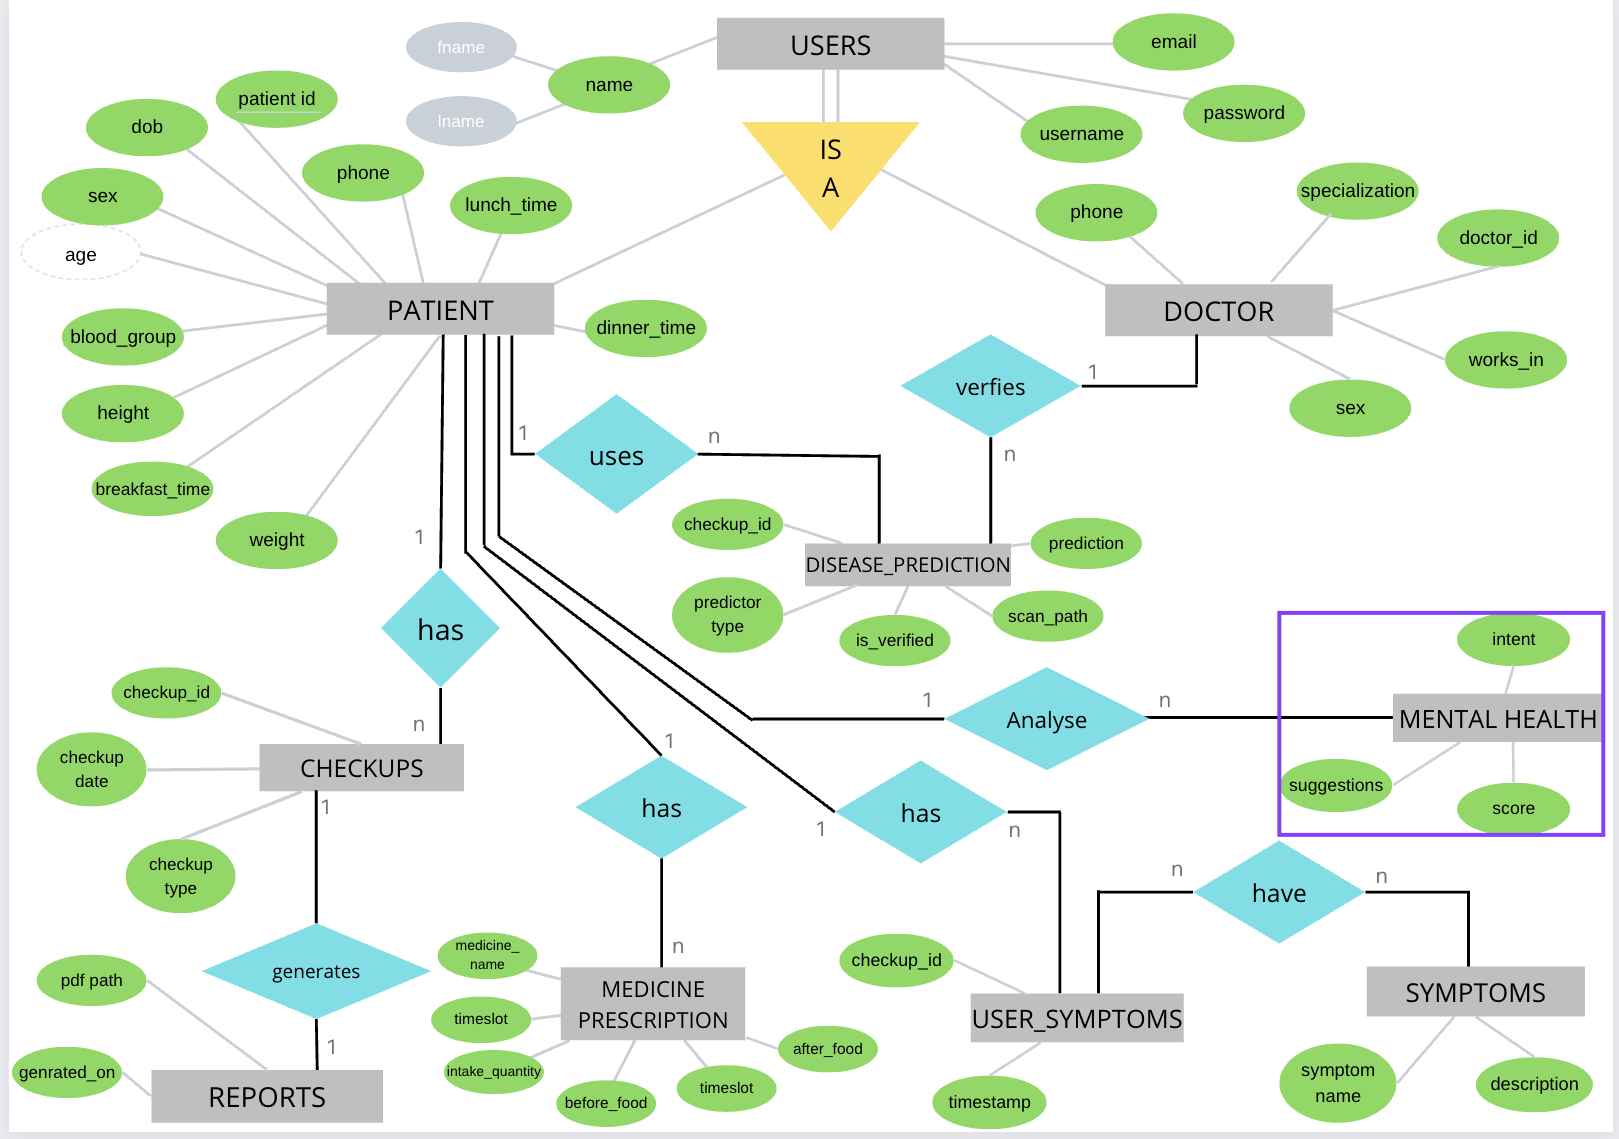 USERS
fname
name
lname
email
password
username
IS
A
patient id
dob
phone
sex
lunch_time
age
PATIENT
blood_group
dinner_time
height
breakfast_time
weight
phone
specialization
doctor_id
DOCTOR
works_in
sex
verfies
1
n
uses
1
n
checkup_id
prediction
DISEASE_PREDICTION
predictor
type
is_verified
scan_path
1
has
n
checkup_id
checkup
date
CHECKUPS
checkup
type
1
generates
1
pdf path
genrated_on
REPORTS
1
has
n
medicine_
name
MEDICINE
PRESCRIPTION
timeslot
intake_quantity
before_food
timeslot
after_food
1
Analyse
n
intent
MENTAL HEALTH
suggestions
score
1
has
n
checkup_id
USER_SYMPTOMS
timestamp
n
have
n
SYMPTOMS
symptom
name
description